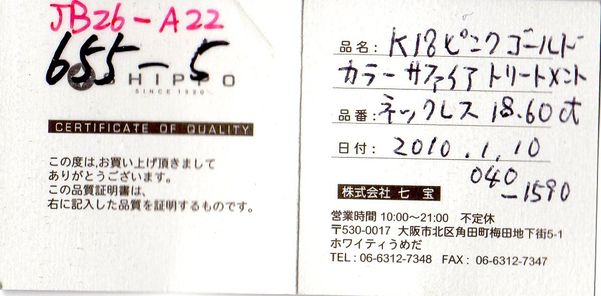 JB26-A22
655-5
SHIPPO
SINCE 1920
CERTIFICATE OF QUALITY
この度は、お買い上げ頂きまして
ありがとうございます。
この品質証明書は、
右に記入した品質を証明するものです。
品名: K18ピンクゴールド
カラーサファイア トリートメント
品番: ネックレス 18.60ct
日付: 2010.1.10
040
-1590
株式会社 七 宝
営業時間 10:00~21:00 不定休
〒530-0017 大阪市北区角田町梅田地下街5-1
ホワイティうめだ
TEL : 06-6312-7348 FAX : 06-6312-7347